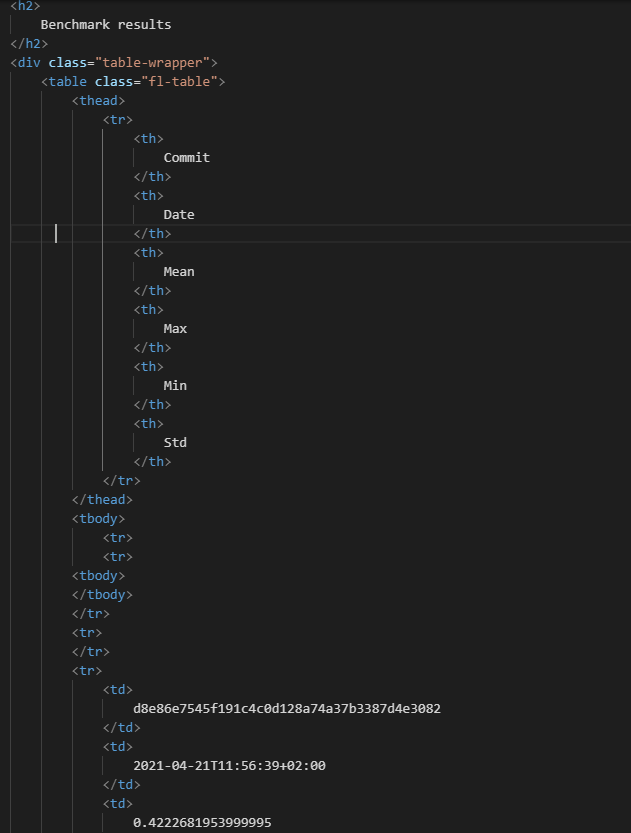 <h2>
Benchmark results
</h2>
<div class="table-wrapper">
<table class="fl-table">
<thead>
<tr>
<th>
Commit
</th>
<th>
Date
</th>
<th>
Mean
</th>
<th>
Max
</th>
<th>
Min
</th>
<th>
Std
</th>
</tr>
</thead>
<tbody>
<tr>
<tr>
<tbody>
</tbody>
</tr>
<tr>
</tr>
<tr>
<td>
d8e86e7545f191c4c0d128a74a37b3387d4e3082
</td>
<td>
2021-04-21T11:56:39+02:00
</td>
<td>
0.4222681953999995